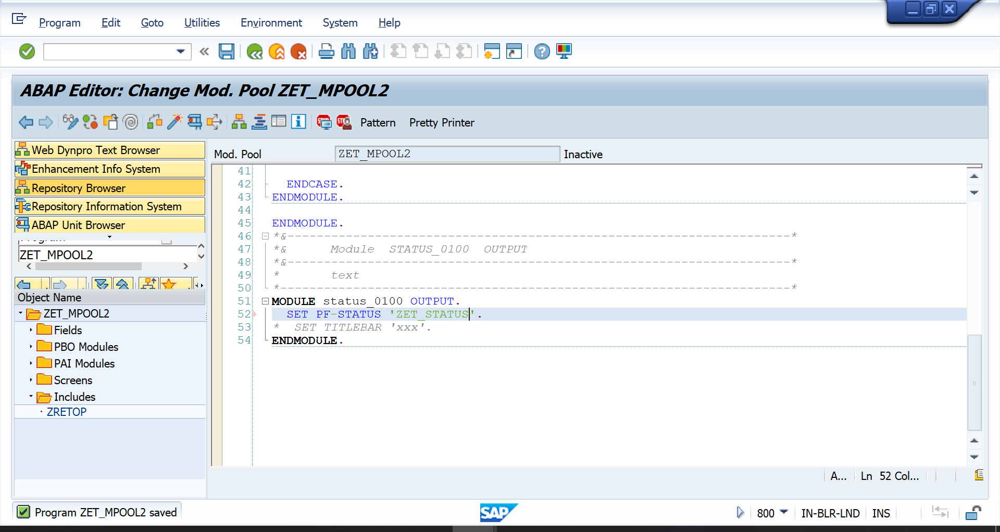 Program Edit Goto Utilities Environment System Help
ABAP Editor: Change Mod. Pool ZET_MPOOL2
Pattern Pretty Printer
Web Dynpro Text Browser
Enhancement Info System
Repository Browser
Repository Information System
ABAP Unit Browser
ZET_MPOOL2
Object Name
ZET_MPOOL2
Fields
PBO Modules
PAI Modules
Screens
Includes
ZRETOP
Mod. Pool ZET_MPOOL2 Inactive
41
42 ENDCASE.
43 ENDMODULE.
44
45 ENDMODULE.
46 *&---------------------------------------------------------------------*
47 *& Module STATUS_0100 OUTPUT
48 *&---------------------------------------------------------------------*
49 * text
50 *----------------------------------------------------------------------*
51 MODULE status_0100 OUTPUT.
52 SET PF-STATUS 'ZET_STATUS'.
53 * SET TITLEBAR 'xxx'.
54 ENDMODULE.
A... Ln 52 Col...
Program ZET_MPOOL2 saved
SAP
800 IN-BLR-LND INS